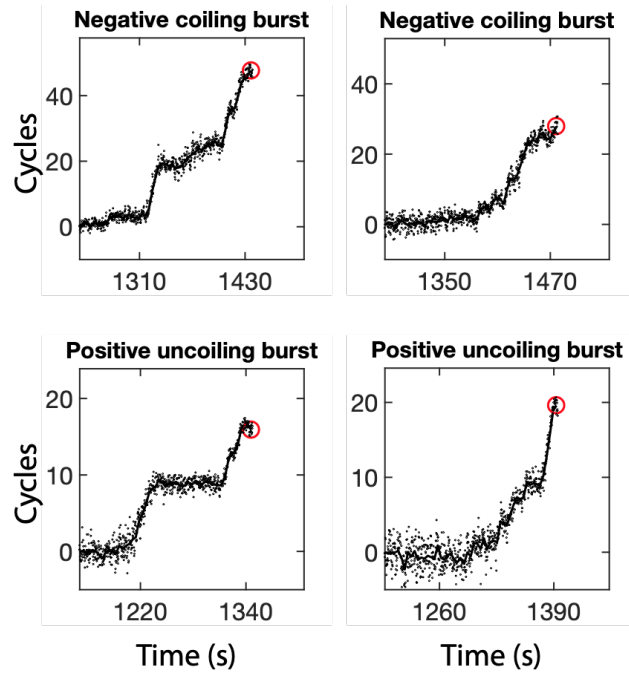 Negative coiling burst
Negative coiling burst
Cycles
40
20
0
1310
1430
40
20
0
1350
1470
Positive uncoiling burst
Positive uncoiling burst
Cycles
20
10
0
1220
1340
20
10
0
1260
1390
Time (s)
Time (s)